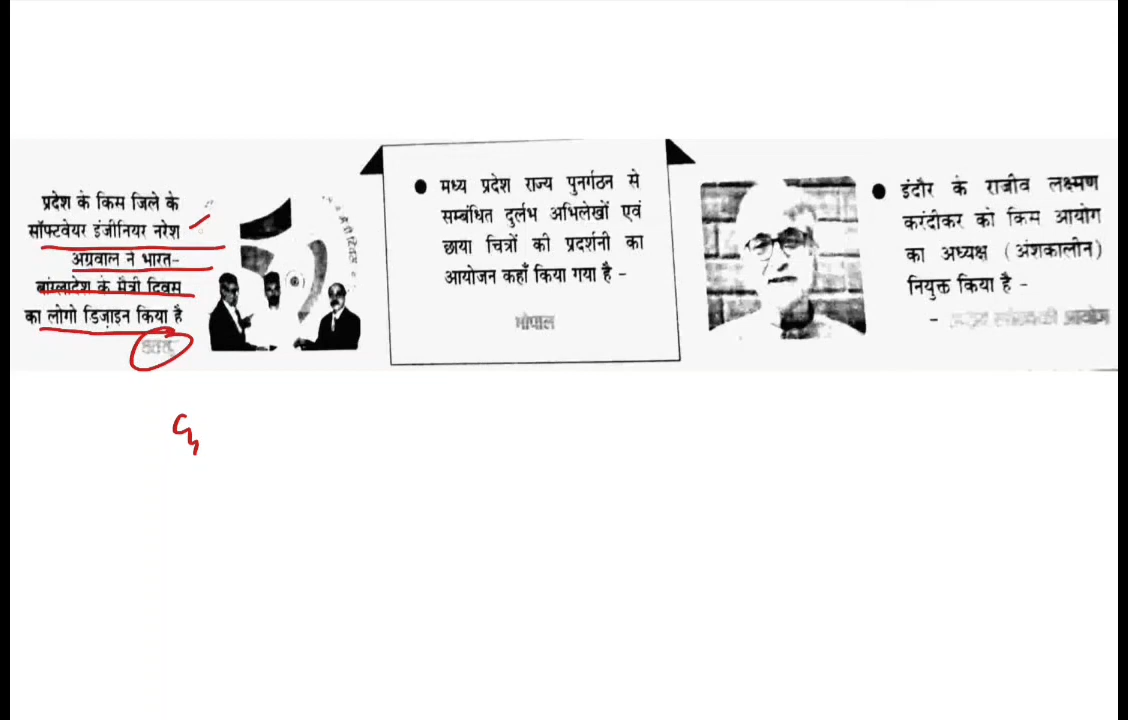 प्रदेश के किस जिले के
सॉफ्टवेयर इंजीनियर नरेश
अग्रवाल ने भारत-
बांग्लादेश के मैत्री दिवस
का लोगो डिज़ाइन किया है
● मध्य प्रदेश राज्य पुनर्गठन से
सम्बंधित दुर्लभ अभिलेखों एवं
छाया चित्रों की प्रदर्शनी का
आयोजन कहाँ किया गया है -
भोपाल
● इंदौर के राजीव लक्ष्मण
करंदीकर को किस आयोग
का अध्यक्ष (अंशकालीन)
नियुक्त किया है -
- सांख्यिकी आयोग